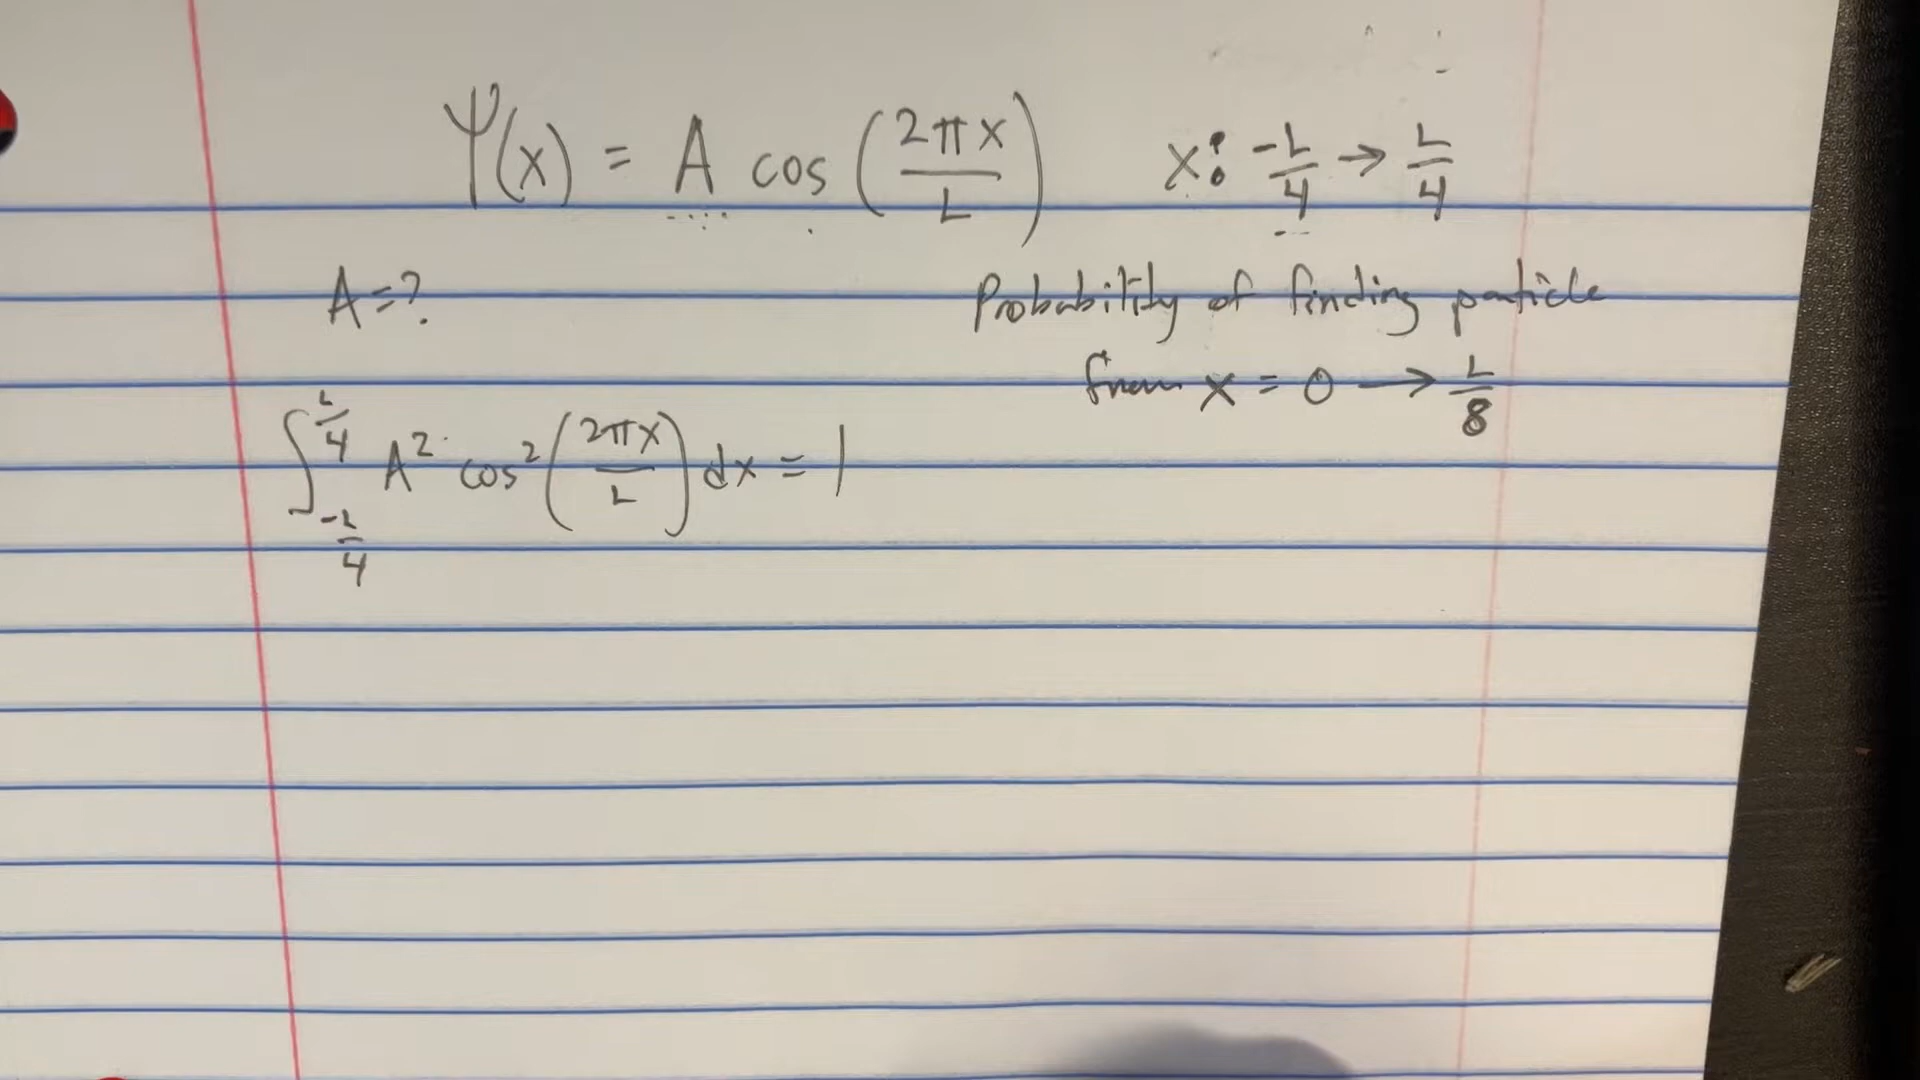 Ψ(x) = A cos(2πx/L) x: -L/4 → L/4
A=?
Probability of finding particle
from x = 0 → L/8
∫_{-L/4}^{L/4} A² cos²(2πx/L) dx = 1